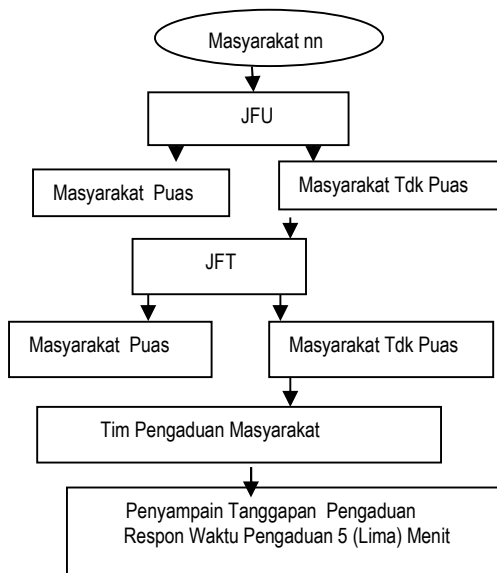 Masyarakat nn
JFU
Masyarakat Puas
Masyarakat Tdk Puas
JFT
Masyarakat Puas
Masyarakat Tdk Puas
Tim Pengaduan Masyarakat
Penyampain Tanggapan Pengaduan
Respon Waktu Pengaduan 5 (Lima) Menit